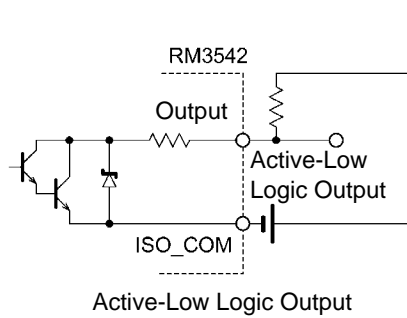 RM3542
Output
Active-Low
Logic Output
ISO_COM
Active-Low Logic Output